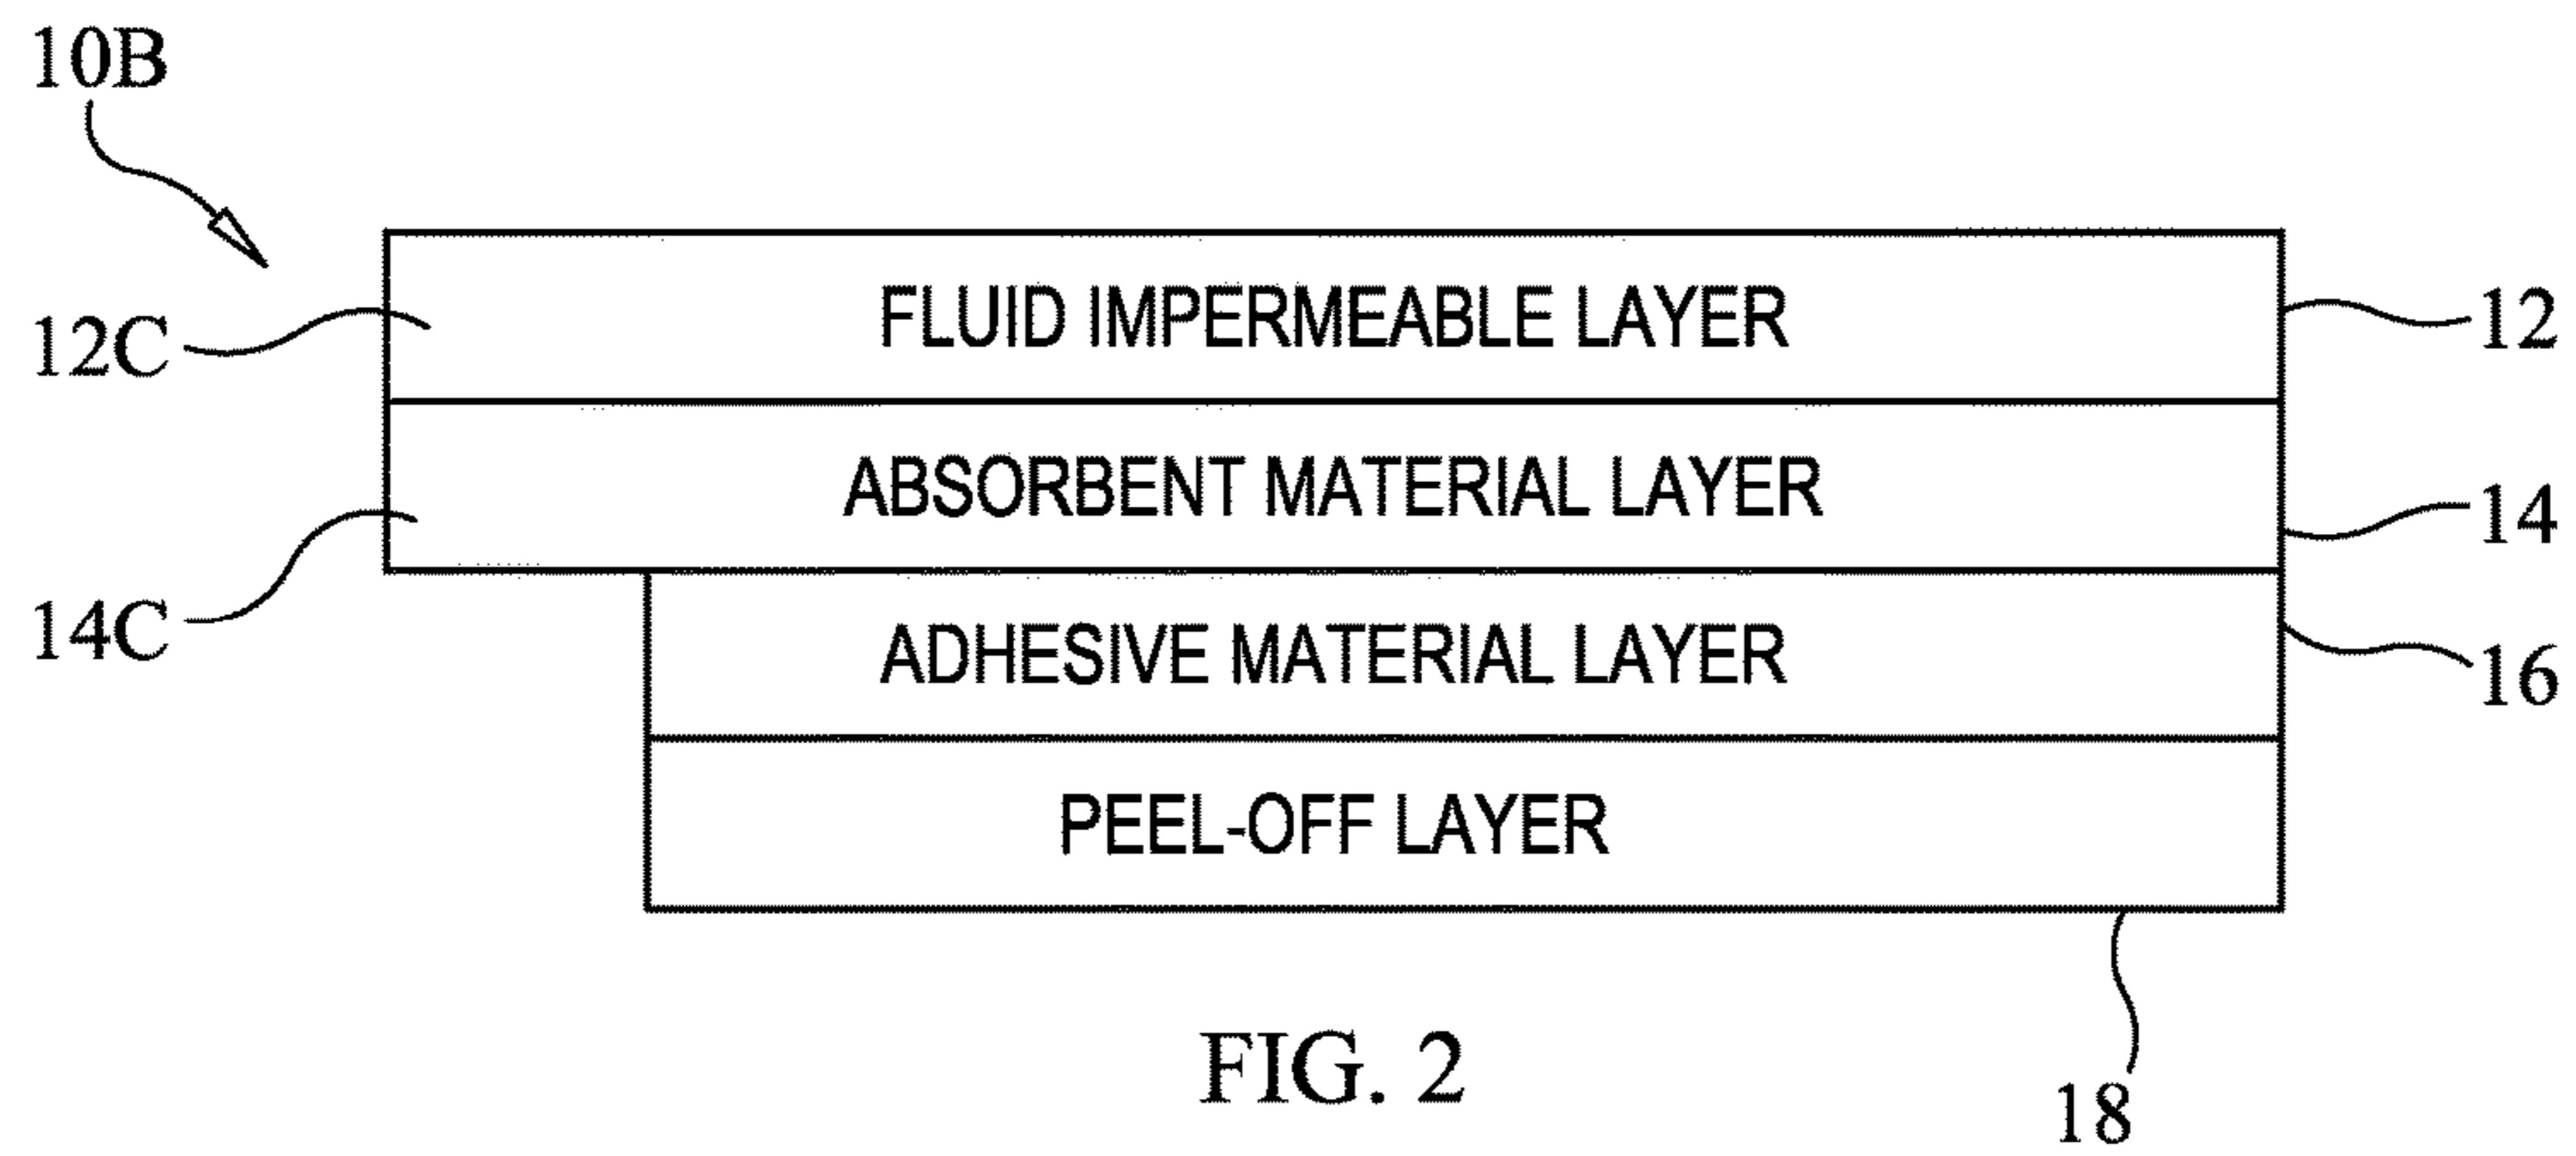 10B
FLUID IMPERMEABLE LAYER
12C
12
ABSORBENT MATERIAL LAYER
14
14C
ADHESIVE MATERIAL LAYER
16
PEEL-OFF LAYER
FIG. 2
18